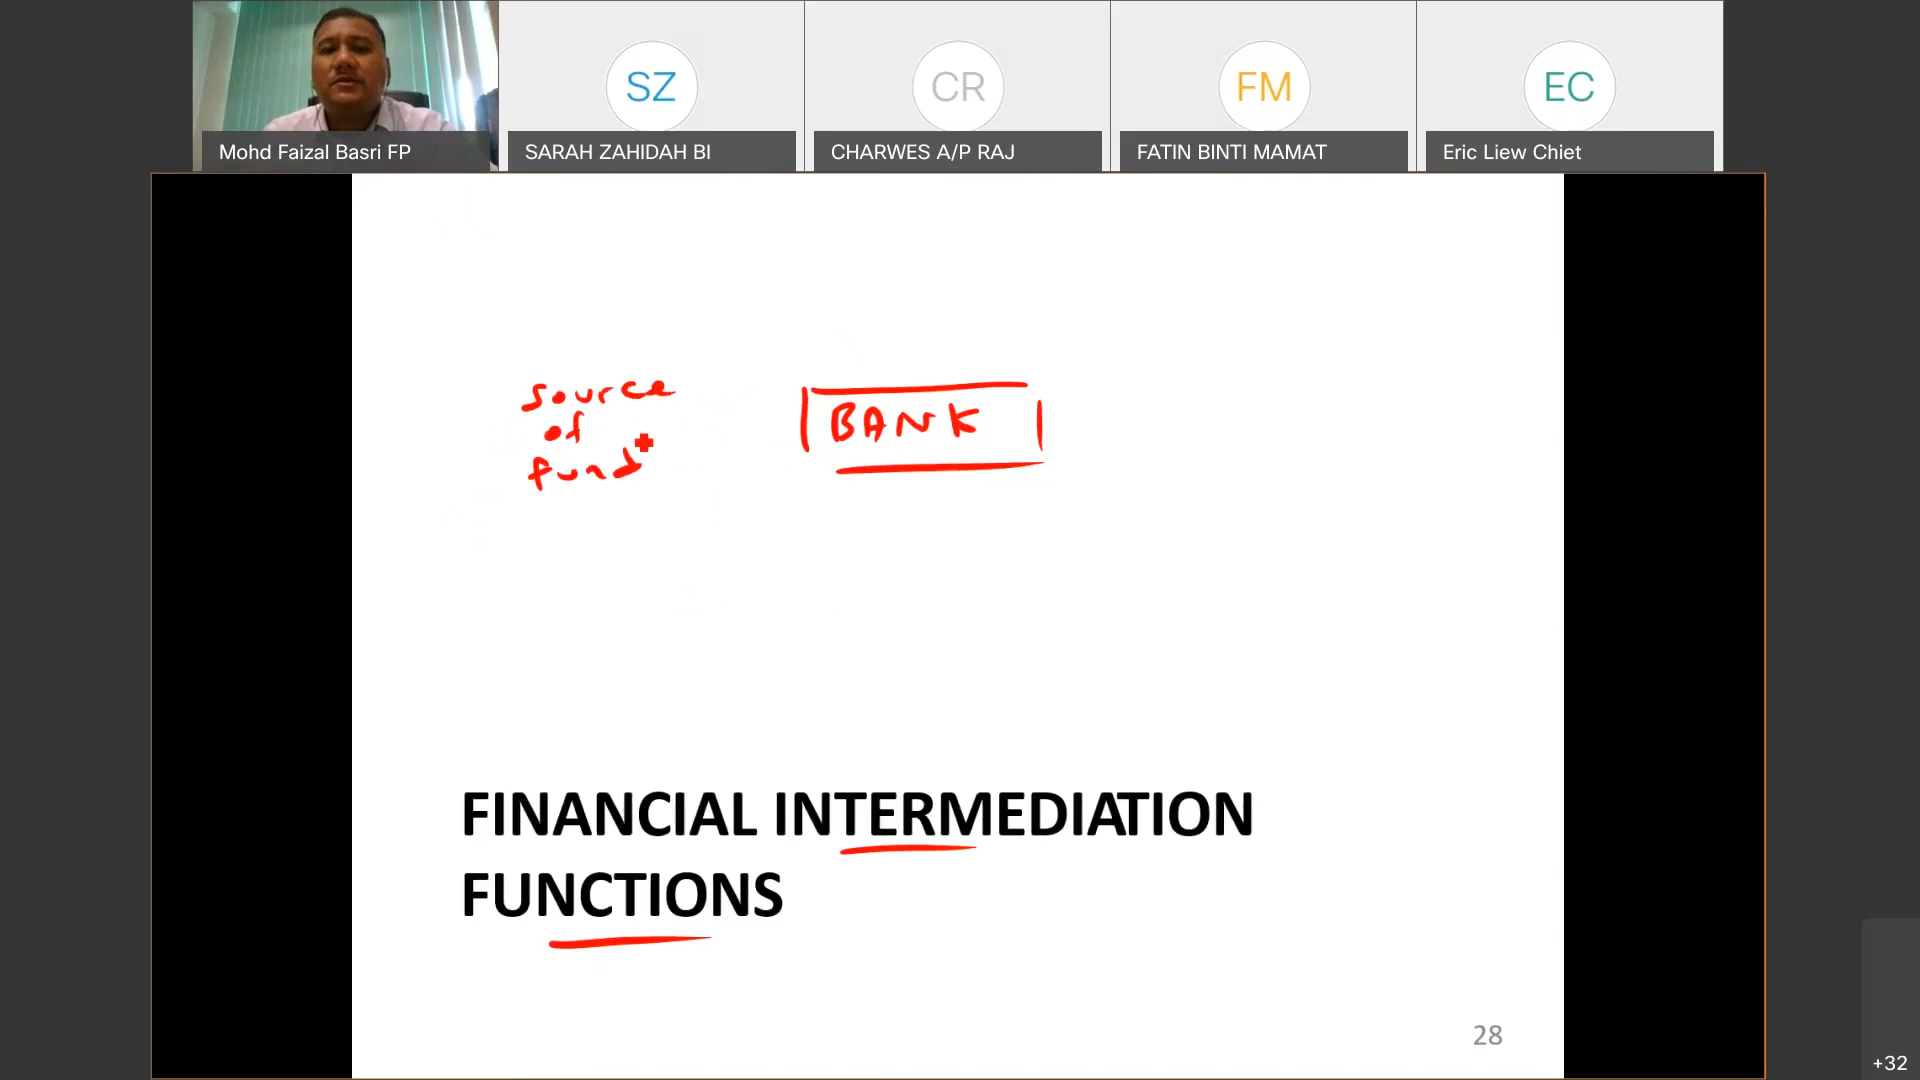 SZ
CR
FM
EC
Mohd Faizal Basri FP
SARAH ZAHIDAH BI
CHARWES A/P RAJ
FATIN BINTI MAMAT
Eric Liew Chiet
source
of
fund
BANK
FINANCIAL INTERMEDIATION
FUNCTIONS
28
+32